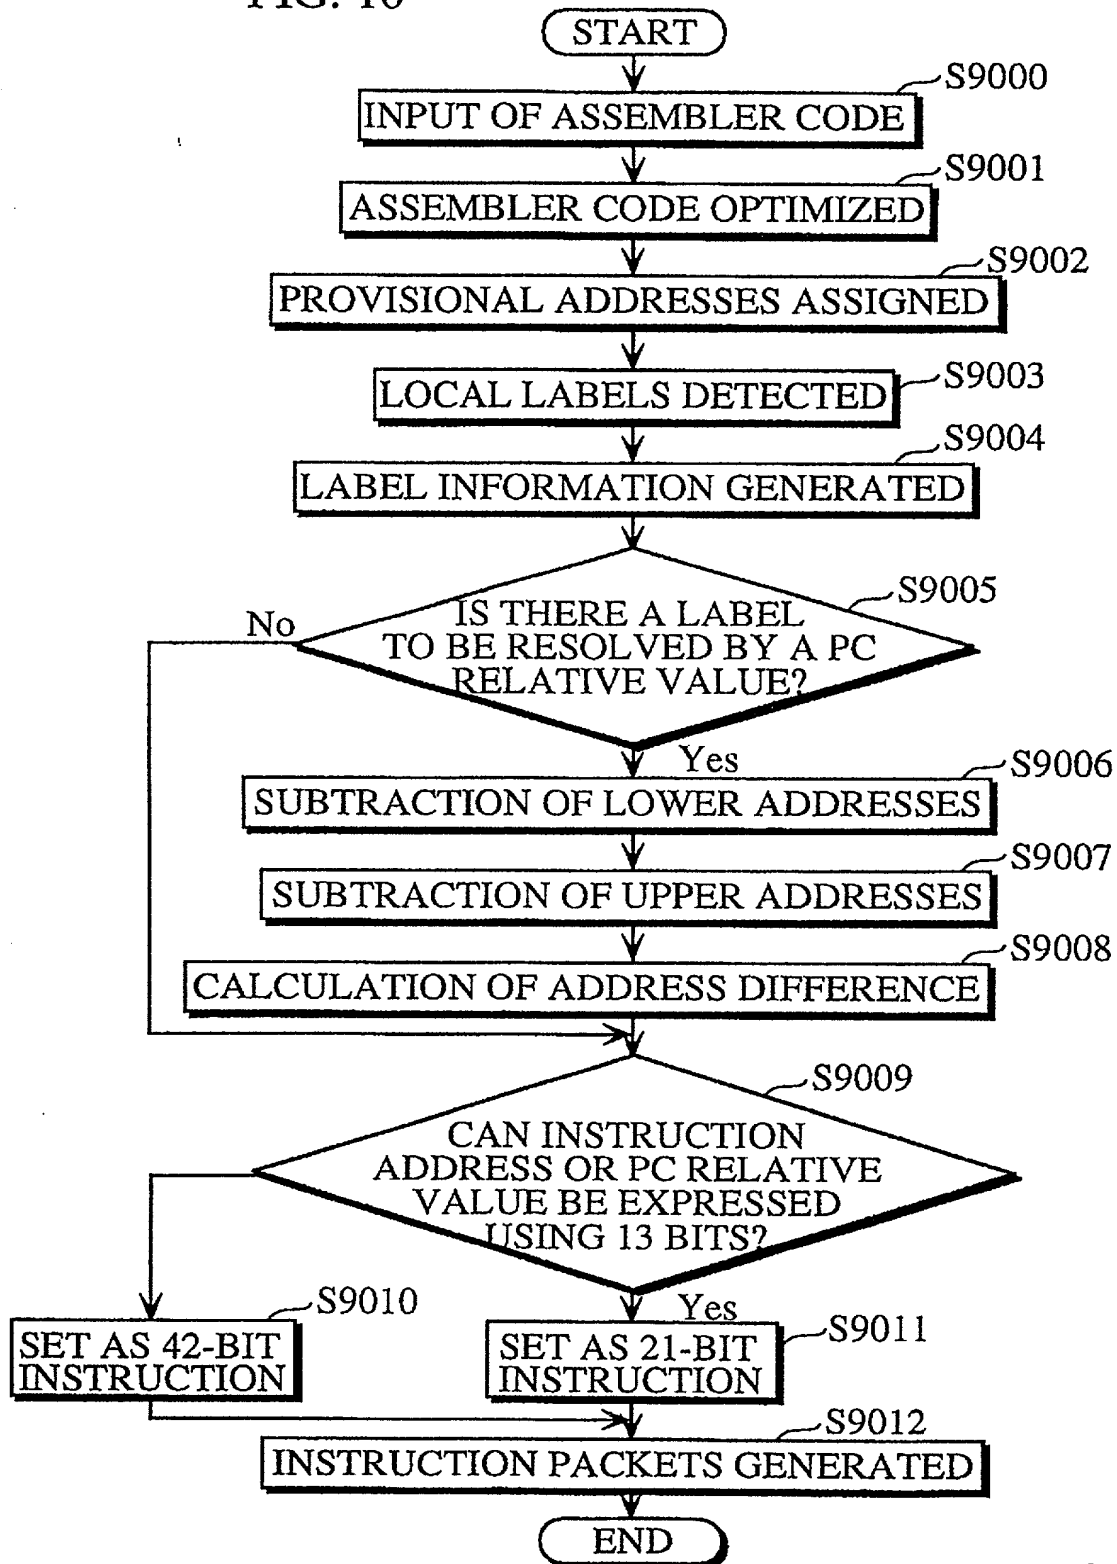 START
S9000
INPUT OF ASSEMBLER CODE
S9001
ASSEMBLER CODE OPTIMIZED
S9002
PROVISIONAL ADDRESSES ASSIGNED
S9003
LOCAL LABELS DETECTED
S9004
LABEL INFORMATION GENERATED
S9005
No
IS THERE A LABEL
TO BE RESOLVED BY A PC
RELATIVE VALUE?
Yes
S9006
SUBTRACTION OF LOWER ADDRESSES
S9007
SUBTRACTION OF UPPER ADDRESSES
S9008
CALCULATION OF ADDRESS DIFFERENCE
S9009
CAN INSTRUCTION
ADDRESS OR PC RELATIVE
VALUE BE EXPRESSED
USING 13 BITS?
S9010
SET AS 42-BIT
INSTRUCTION
Yes
S9011
SET AS 21-BIT
INSTRUCTION
S9012
INSTRUCTION PACKETS GENERATED
END